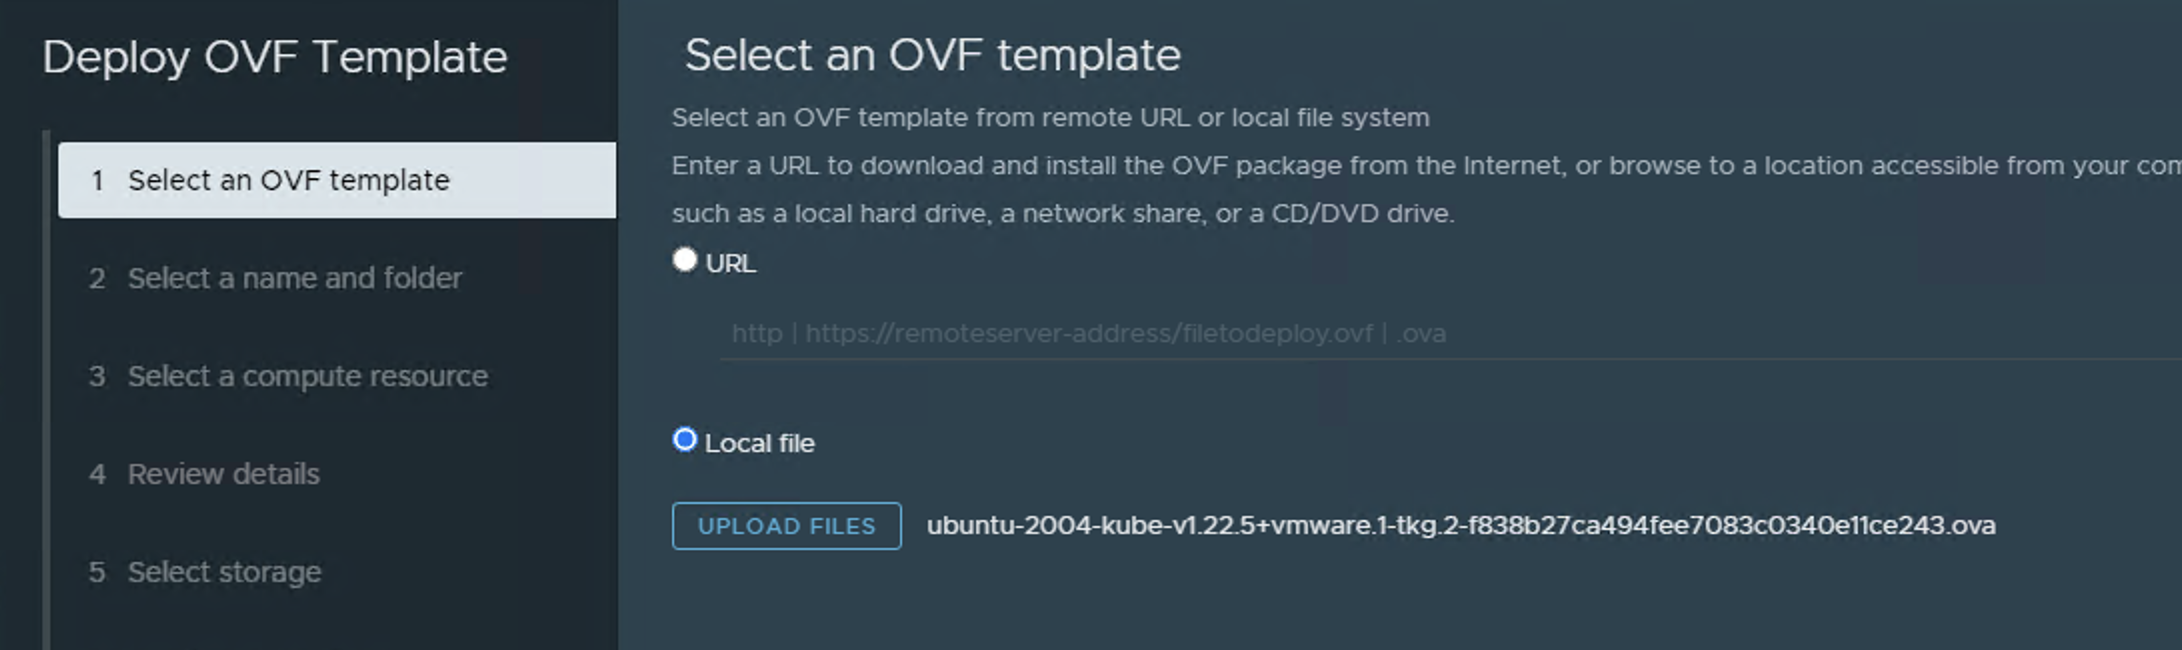 Deploy OVF Template
1 Select an OVF template
2 Select a name and folder
3 Select a compute resource
4 Review details
5 Select storage
Select an OVF template
Select an OVF template from remote URL or local file system
Enter a URL to download and install the OVF package from the Internet, or browse to a location accessible from your com
such as a local hard drive, a network share, or a CD/DVD drive.
URL
http | https://remoteserver-address/filetodeploy.ovf | .ova
Local file
UPLOAD FILES ubuntu-2004-kube-v1.22.5+vmware.1-tkg.2-f838b27ca494fee7083c0340e11ce243.ova